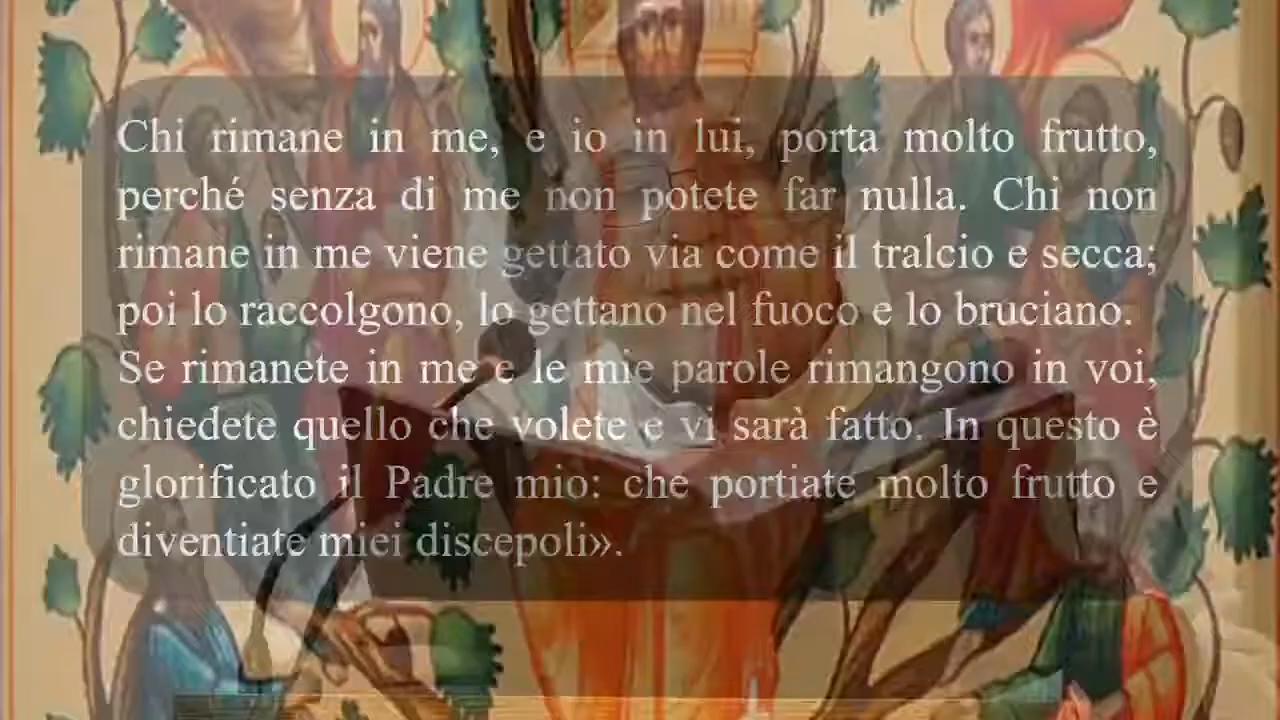 Chi rimane in me, e io in lui, porta molto frutto,
perché senza di me non potete far nulla. Chi non
rimane in me viene gettato via come il tralcio e secca;
poi lo raccolgono, lo gettano nel fuoco e lo bruciano.
Se rimanete in me e le mie parole rimangono in voi,
chiedete quello che volete e vi sarà fatto. In questo è
glorificato il Padre mio: che portiate molto frutto e
diventiate miei discepoli».